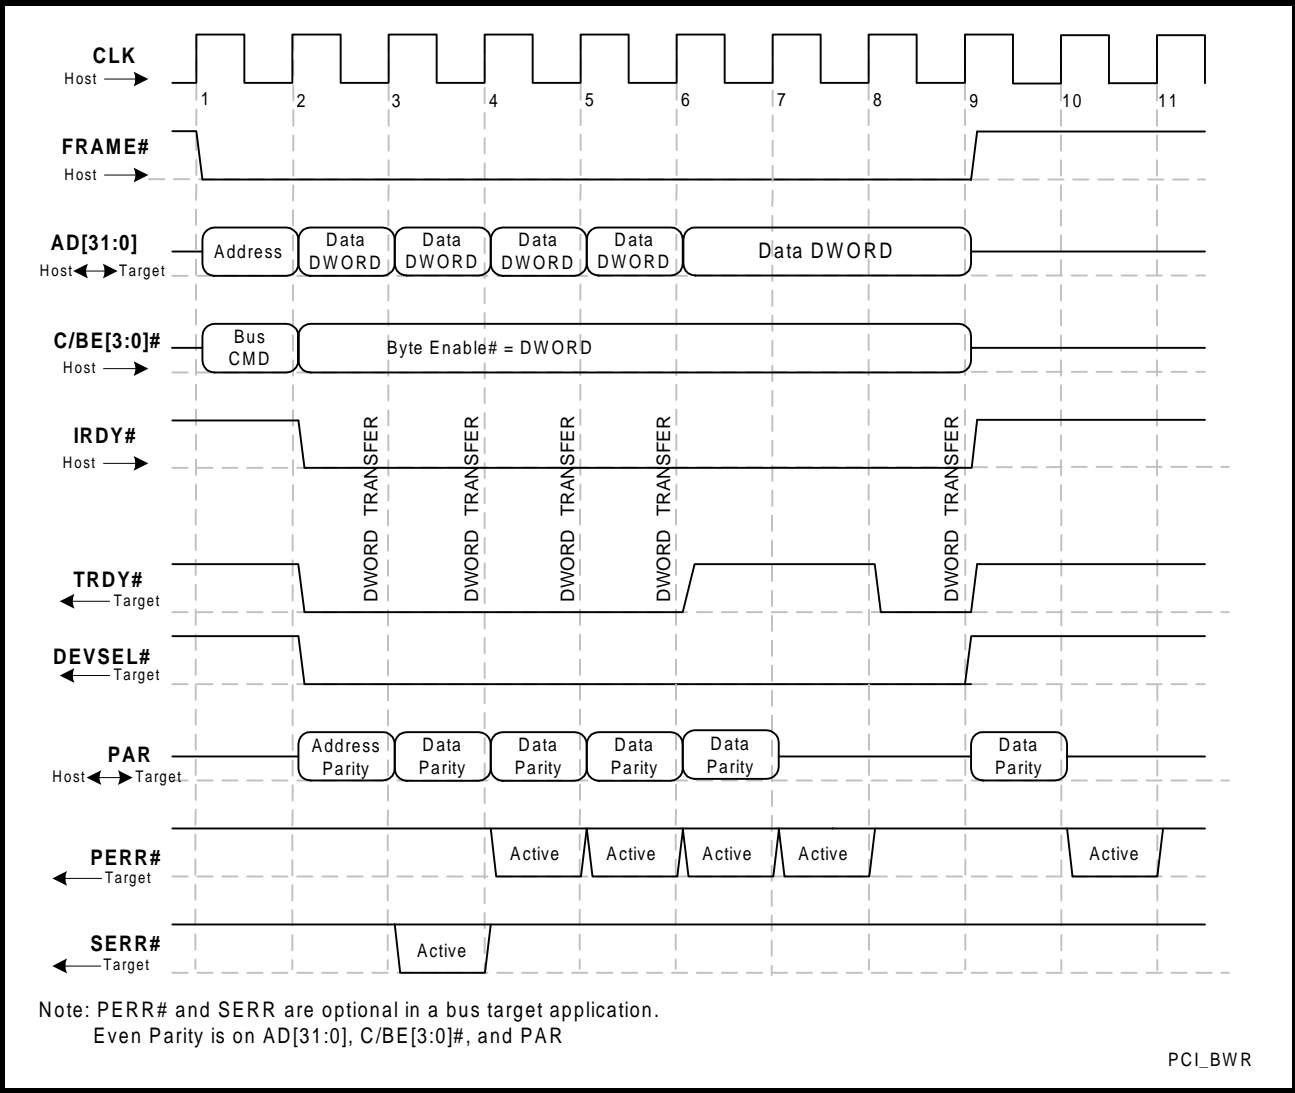 CLK
Host
1 2 3 4 5 6 7 8 9 10 11
FRAME#
Host
AD[31:0]
Host Target
Address
Data
DWORD
Data
DWORD
Data
DWORD
Data
DWORD
Data DWORD
C/BE[3:0]#
Host
Bus
CMD
Byte Enable# = DWORD
IRDY#
Host
DWORD TRANSFER
DWORD TRANSFER
DWORD TRANSFER
DWORD TRANSFER
DWORD TRANSFER
TRDY#
Target
DEVSEL#
Target
PAR
Host Target
Address
Parity
Data
Parity
Data
Parity
Data
Parity
Data
Parity
Data
Parity
PERR#
Target
Active Active Active Active Active
SERR#
Target
Active
Note: PERR# and SERR are optional in a bus target application.
Even Parity is on AD[31:0], C/BE[3:0]#, and PAR
PCI_BWR